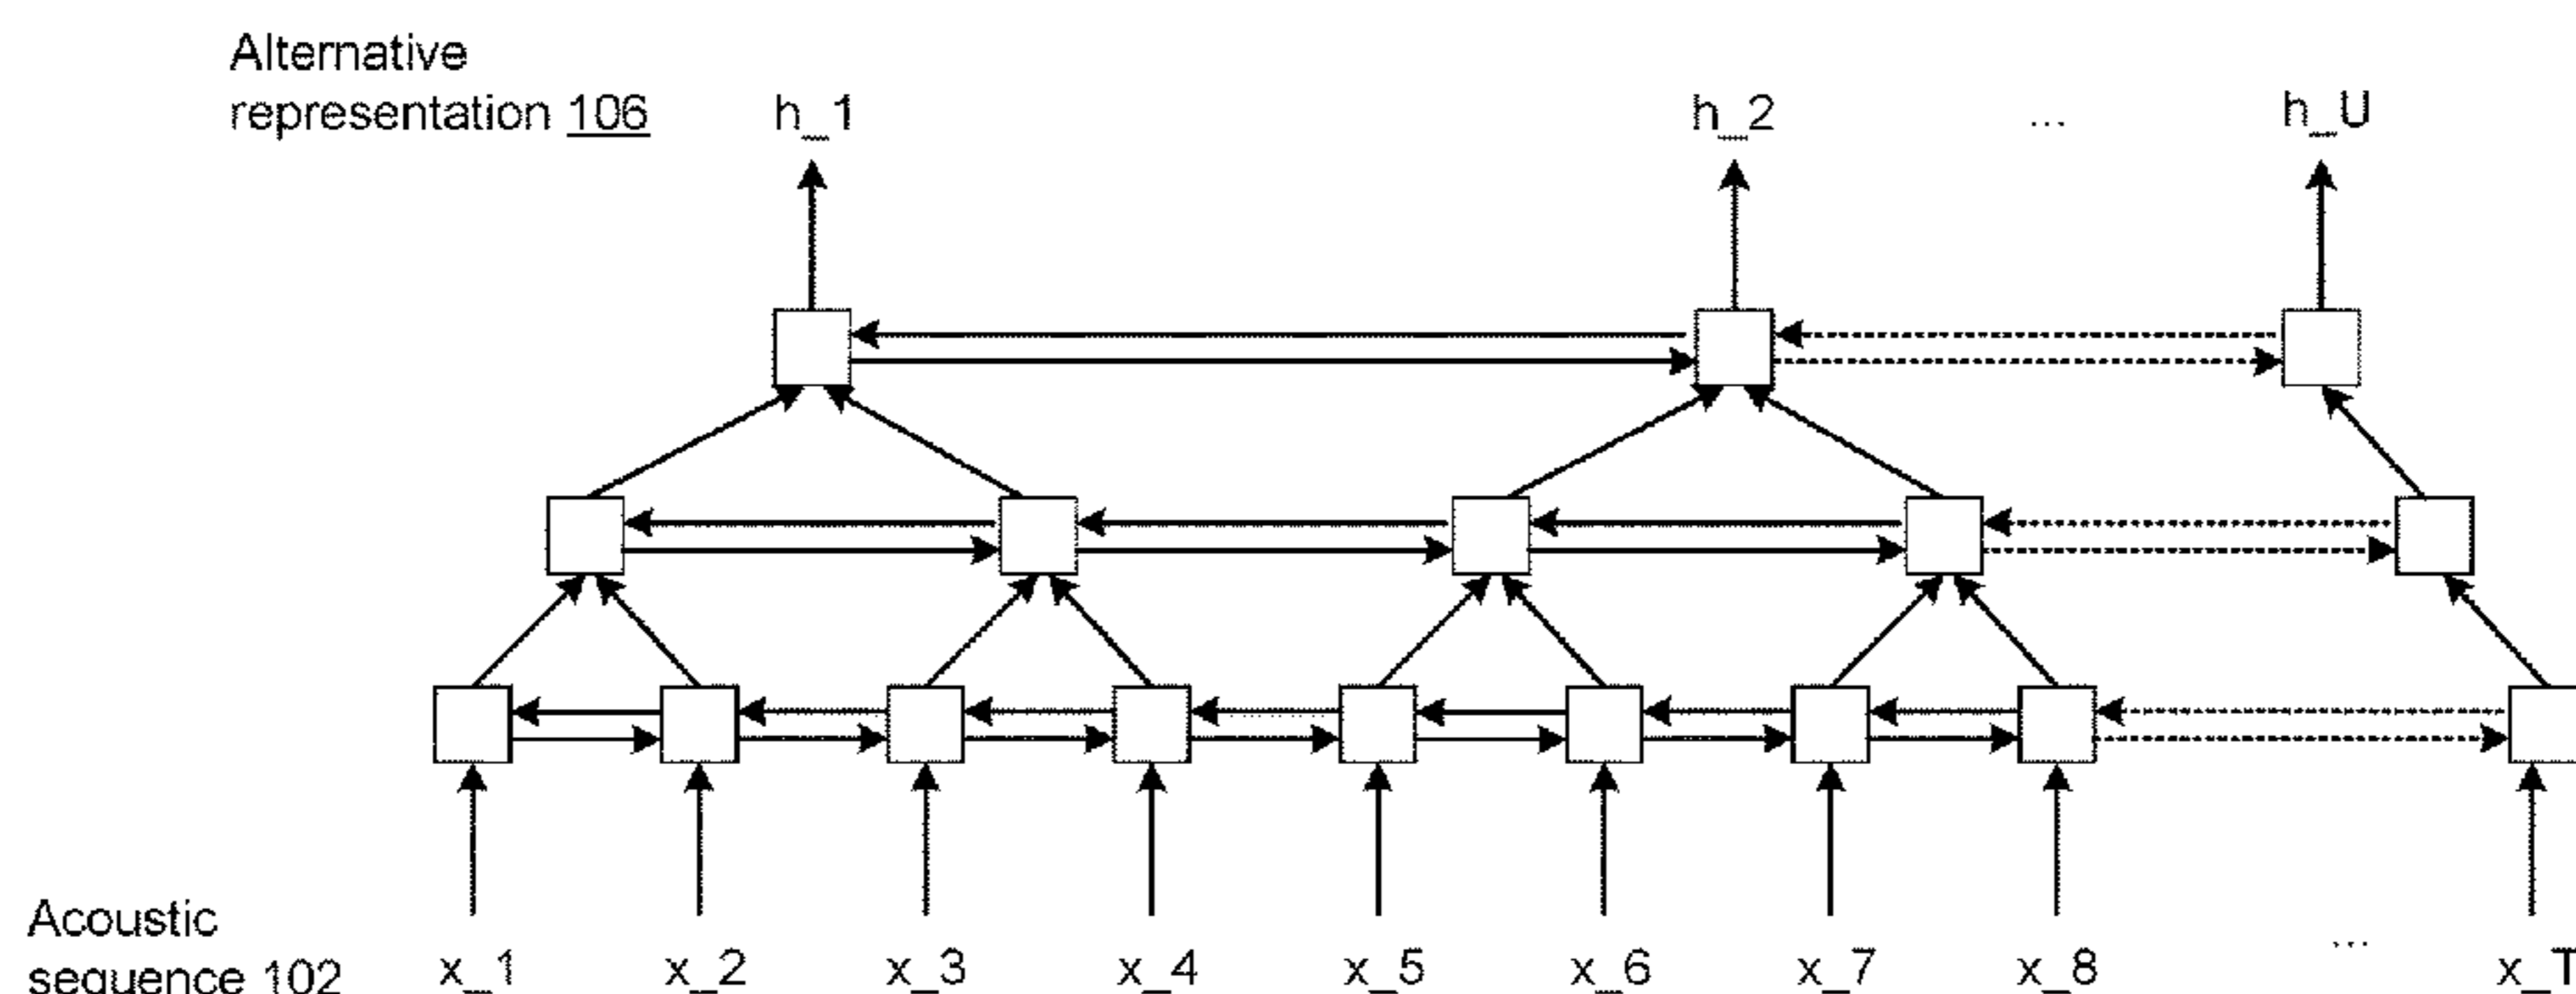 Alternative
representation 106 h_1 h_2 ... h_U
Acoustic
sequence 102 x_1 x_2 x_3 x_4 x_5 x_6 x_7 x_8 ... x_T